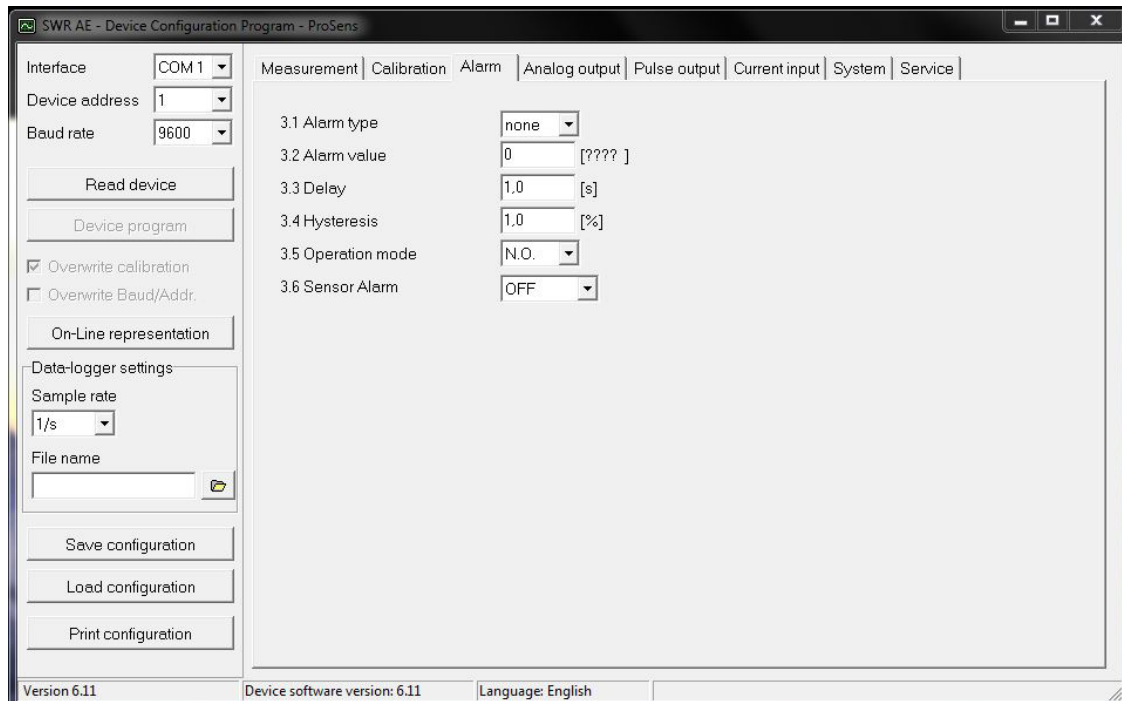 SWR AE - Device Configuration Program - ProSens
Interface COM 1
Device address 1
Baud rate 9600
Read device
Device program
Overwrite calibration
Overwrite Baud/Addr.
On-Line representation
Data-logger settings
Sample rate
1/s
File name
Save configuration
Load configuration
Print configuration
Measurement Calibration Alarm Analog output Pulse output Current input System Service
3.1 Alarm type none
3.2 Alarm value 0 [???? ]
3.3 Delay 1,0 [s]
3.4 Hysteresis 1,0 [%]
3.5 Operation mode N.O.
3.6 Sensor Alarm OFF
Version 6.11 Device software version: 6.11 Language: English